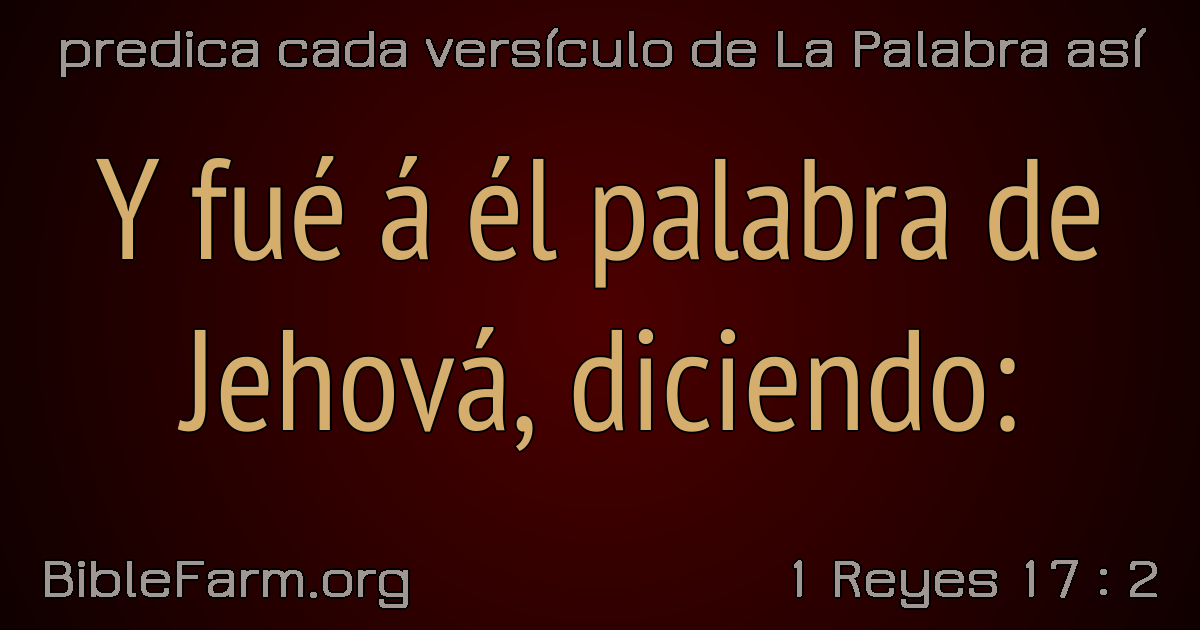 predica cada versículo de La Palabra así
Y fué á él palabra de
Jehová, diciendo:
BibleFarm.org
1 Reyes 17 : 2